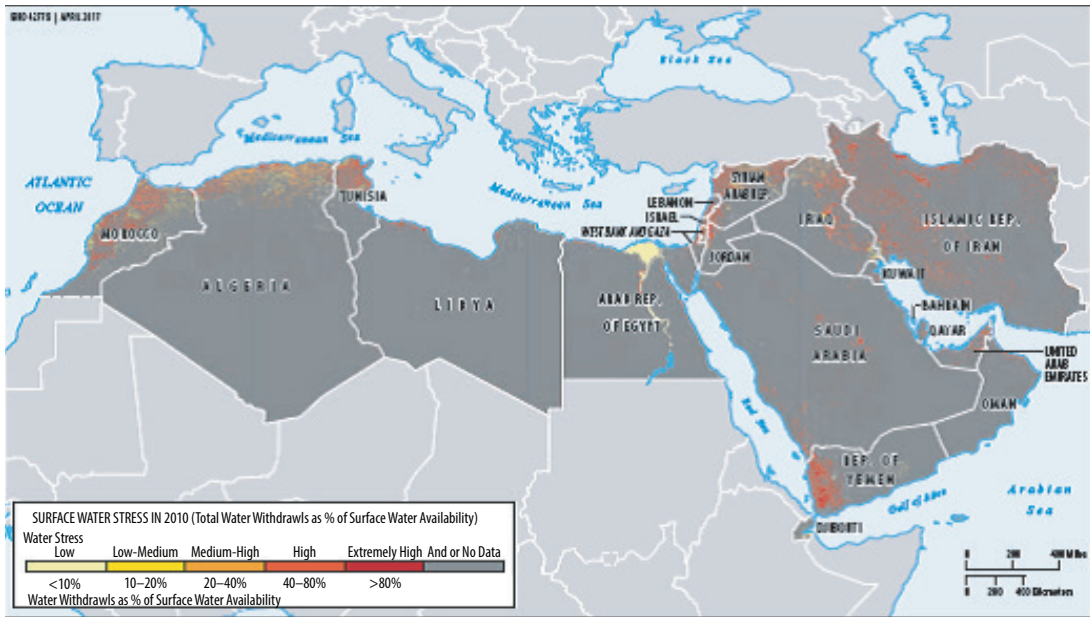 APRIL 2017
Black Sea
Caspian Sea
Mediterranean Sea
ATLANTIC
OCEAN
TUNISIA
SYRIAN
ARAB REP.
MOROCCO
Mediterranean Sea
LEBANON
ISRAEL
WEST BANK AND GAZA
IRAQ
ISLAMIC REP.
OF IRAN
JORDAN
ALGERIA
LIBYA
ARAB REP.
OF EGYPT
KUWAIT
BAHRAIN
QAYAR
SAUDI
ARABIA
UNITED
ARAB
EMIRATES
OMAN
Red Sea
REP. OF
YEMEN
Gulf of Aden
Arabian
Sea
DJIBOUTI
SURFACE WATER STRESS IN 2010 (Total Water Withdrawls as % of Surface Water Availability)
Water Stress
Low Low-Medium Medium-High High Extremely High And or No Data
<10% 10–20% 20–40% 40–80% >80%
Water Withdrawls as % of Surface Water Availability
0 200 400 Miles
0 200 400 Kilometers